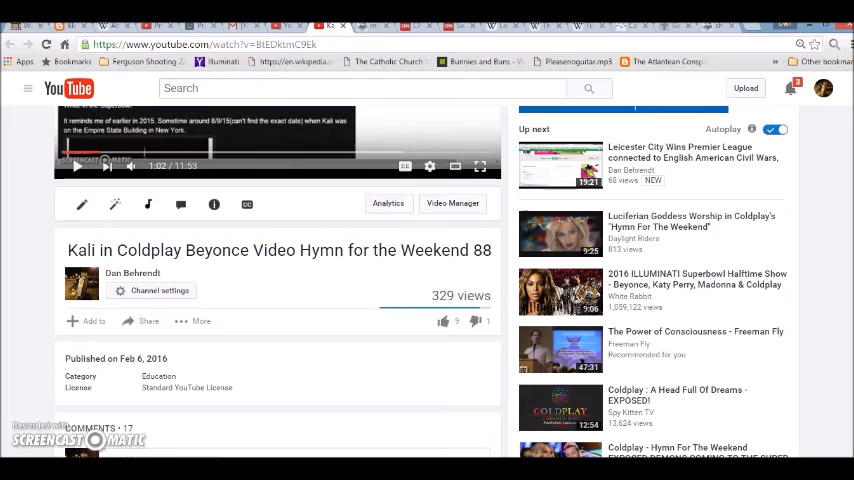 https://www.youtube.com/watch?v=BtEDktmC9Ek
Apps Bookmarks Ferguson Shooting Illuminati https://en.wikipedia. The Catholic Church Bunnies and Buns - W Pleasenoguitar.mp3 The Atlantean Consp » Other bookmar
YouTube Search Upload 3
It reminds me of earlier in 2015. Sometime around 8/9/15(can't find the exact date) when Kali was
on the Empire State Building in New York.
1:02 / 11:53
Analytics Video Manager
Kali in Coldplay Beyonce Video Hymn for the Weekend 88
Dan Behrendt
Channel settings
329 views
Add to Share More 9 1
Published on Feb 6, 2016
Category Education
License Standard YouTube License
COMMENTS • 17
Recorded with
SCREENCAST MATIC
Up next Autoplay
Leicester City Wins Premier League
connected to English American Civil Wars,
Dan Behrendt
68 views NEW
19:21
Luciferian Goddess Worship in Coldplay's
"Hymn For The Weekend"
Daylight Riders
813 views
9:25
2016 ILLUMINATI Superbowl Halftime Show
- Beyonce, Katy Perry, Madonna & Coldplay
White Rabbit
1,059,122 views
9:06
The Power of Consciousness - Freeman Fly
Freeman Fly
Recommended for you
47:31
Coldplay : A Head Full Of Dreams -
EXPOSED!
Spy Kitten TV
13,624 views
COLDPLAY
12:54
Coldplay - Hymn For The Weekend
EXPOSED DEMONS COMING TO THE SUPER